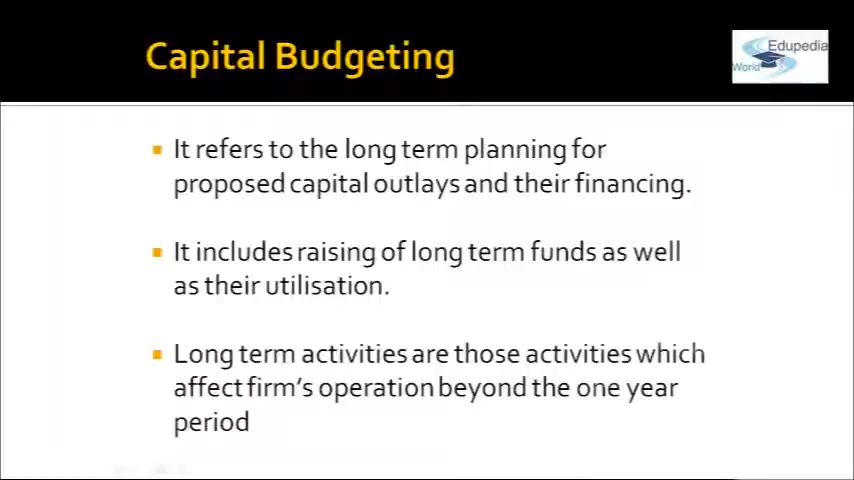 Capital Budgeting
Edupedia
World
It refers to the long term planning for
proposed capital outlays and their financing.
It includes raising of long term funds as well
as their utilisation.
Long term activities are those activities which
affect firm's operation beyond the one year
period